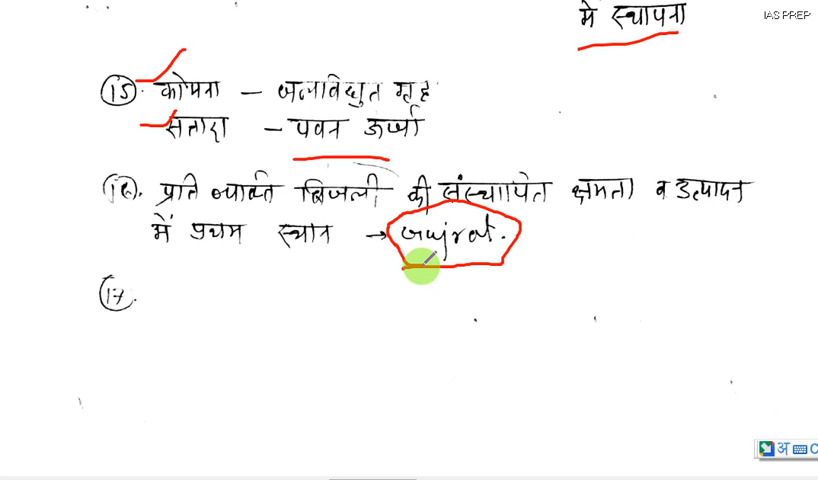 में स्थापना
IAS PREP
(15). कोयना – जलविद्युत गृह
सतारा – पवन ऊर्जा
(16). प्रति व्यक्ति बिजली की संस्थापित क्षमता व उत्पादन
में प्रथम स्थान → Gujrat.
(17).
अ